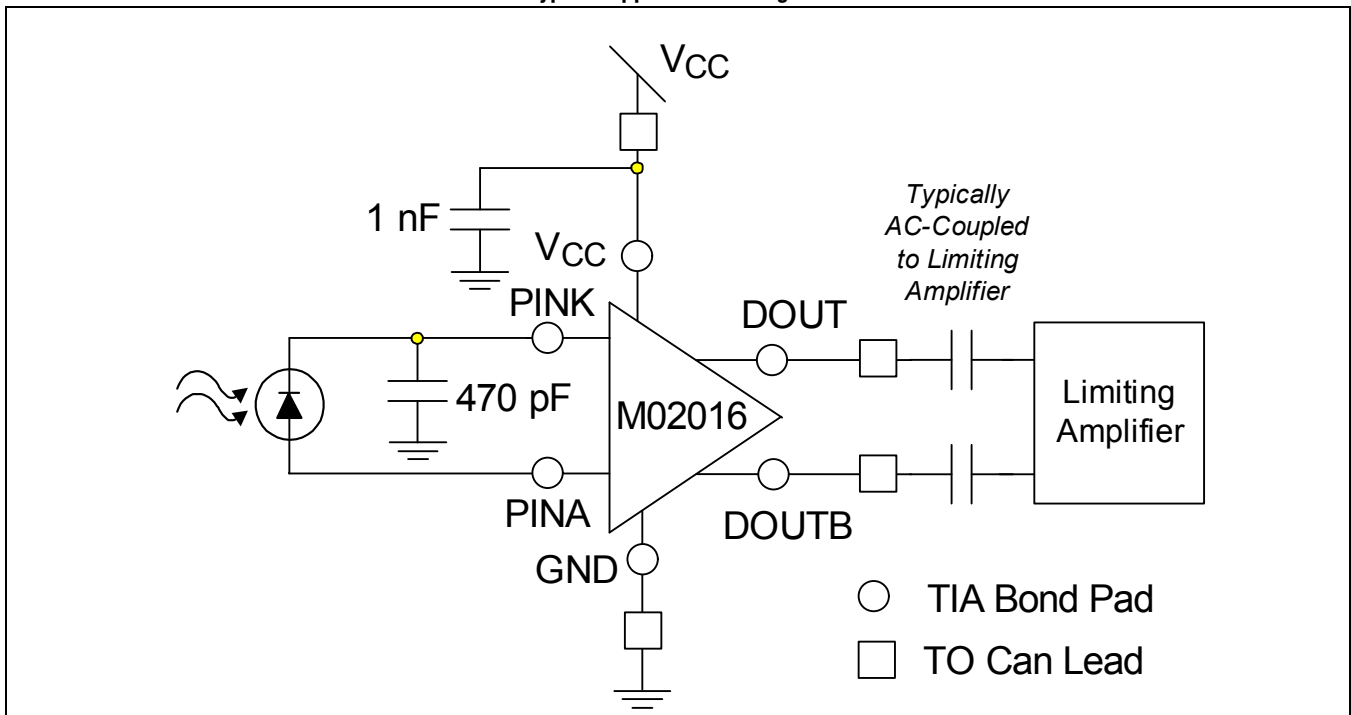 VCC
1 nF
VCC
Typically
AC-Coupled
to Limiting
Amplifier
PINK
DOUT
470 pF
M02016
Limiting
Amplifier
PINA
DOUTB
GND
TIA Bond Pad
TO Can Lead